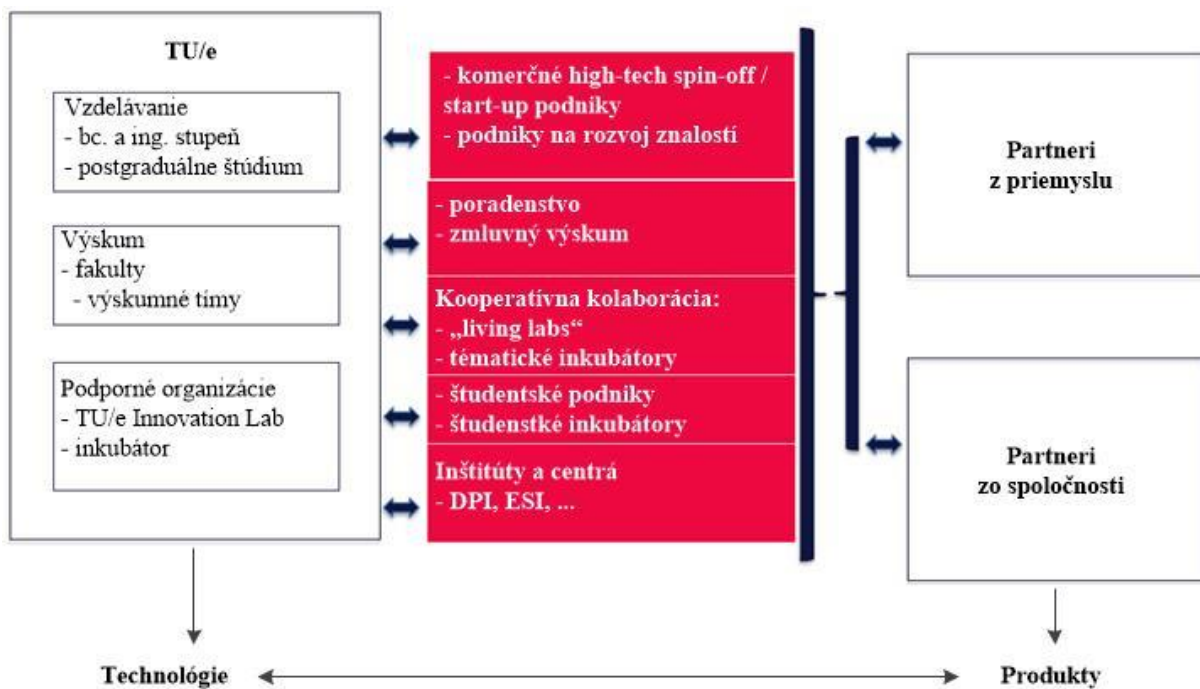 TU/e
Vzdelávanie
- bc. a ing. stupeň
- postgraduálne štúdium
Výskum
- fakulty
- výskumné tímy
Podporné organizácie
- TU/e Innovation Lab
- inkubátor
- komerčné high-tech spin-off /
start-up podniky
- podniky na rozvoj znalostí
- poradenstvo
- zmluvný výskum
Kooperatívna kolaborácia:
- „living labs“
- tématické inkubátory
- študentské podniky
- študenstké inkubátory
Inštitúty a centrá
- DPI, ESI, ...
Partneri
z priemyslu
Partneri
zo spoločnosti
Technológie
Produkty